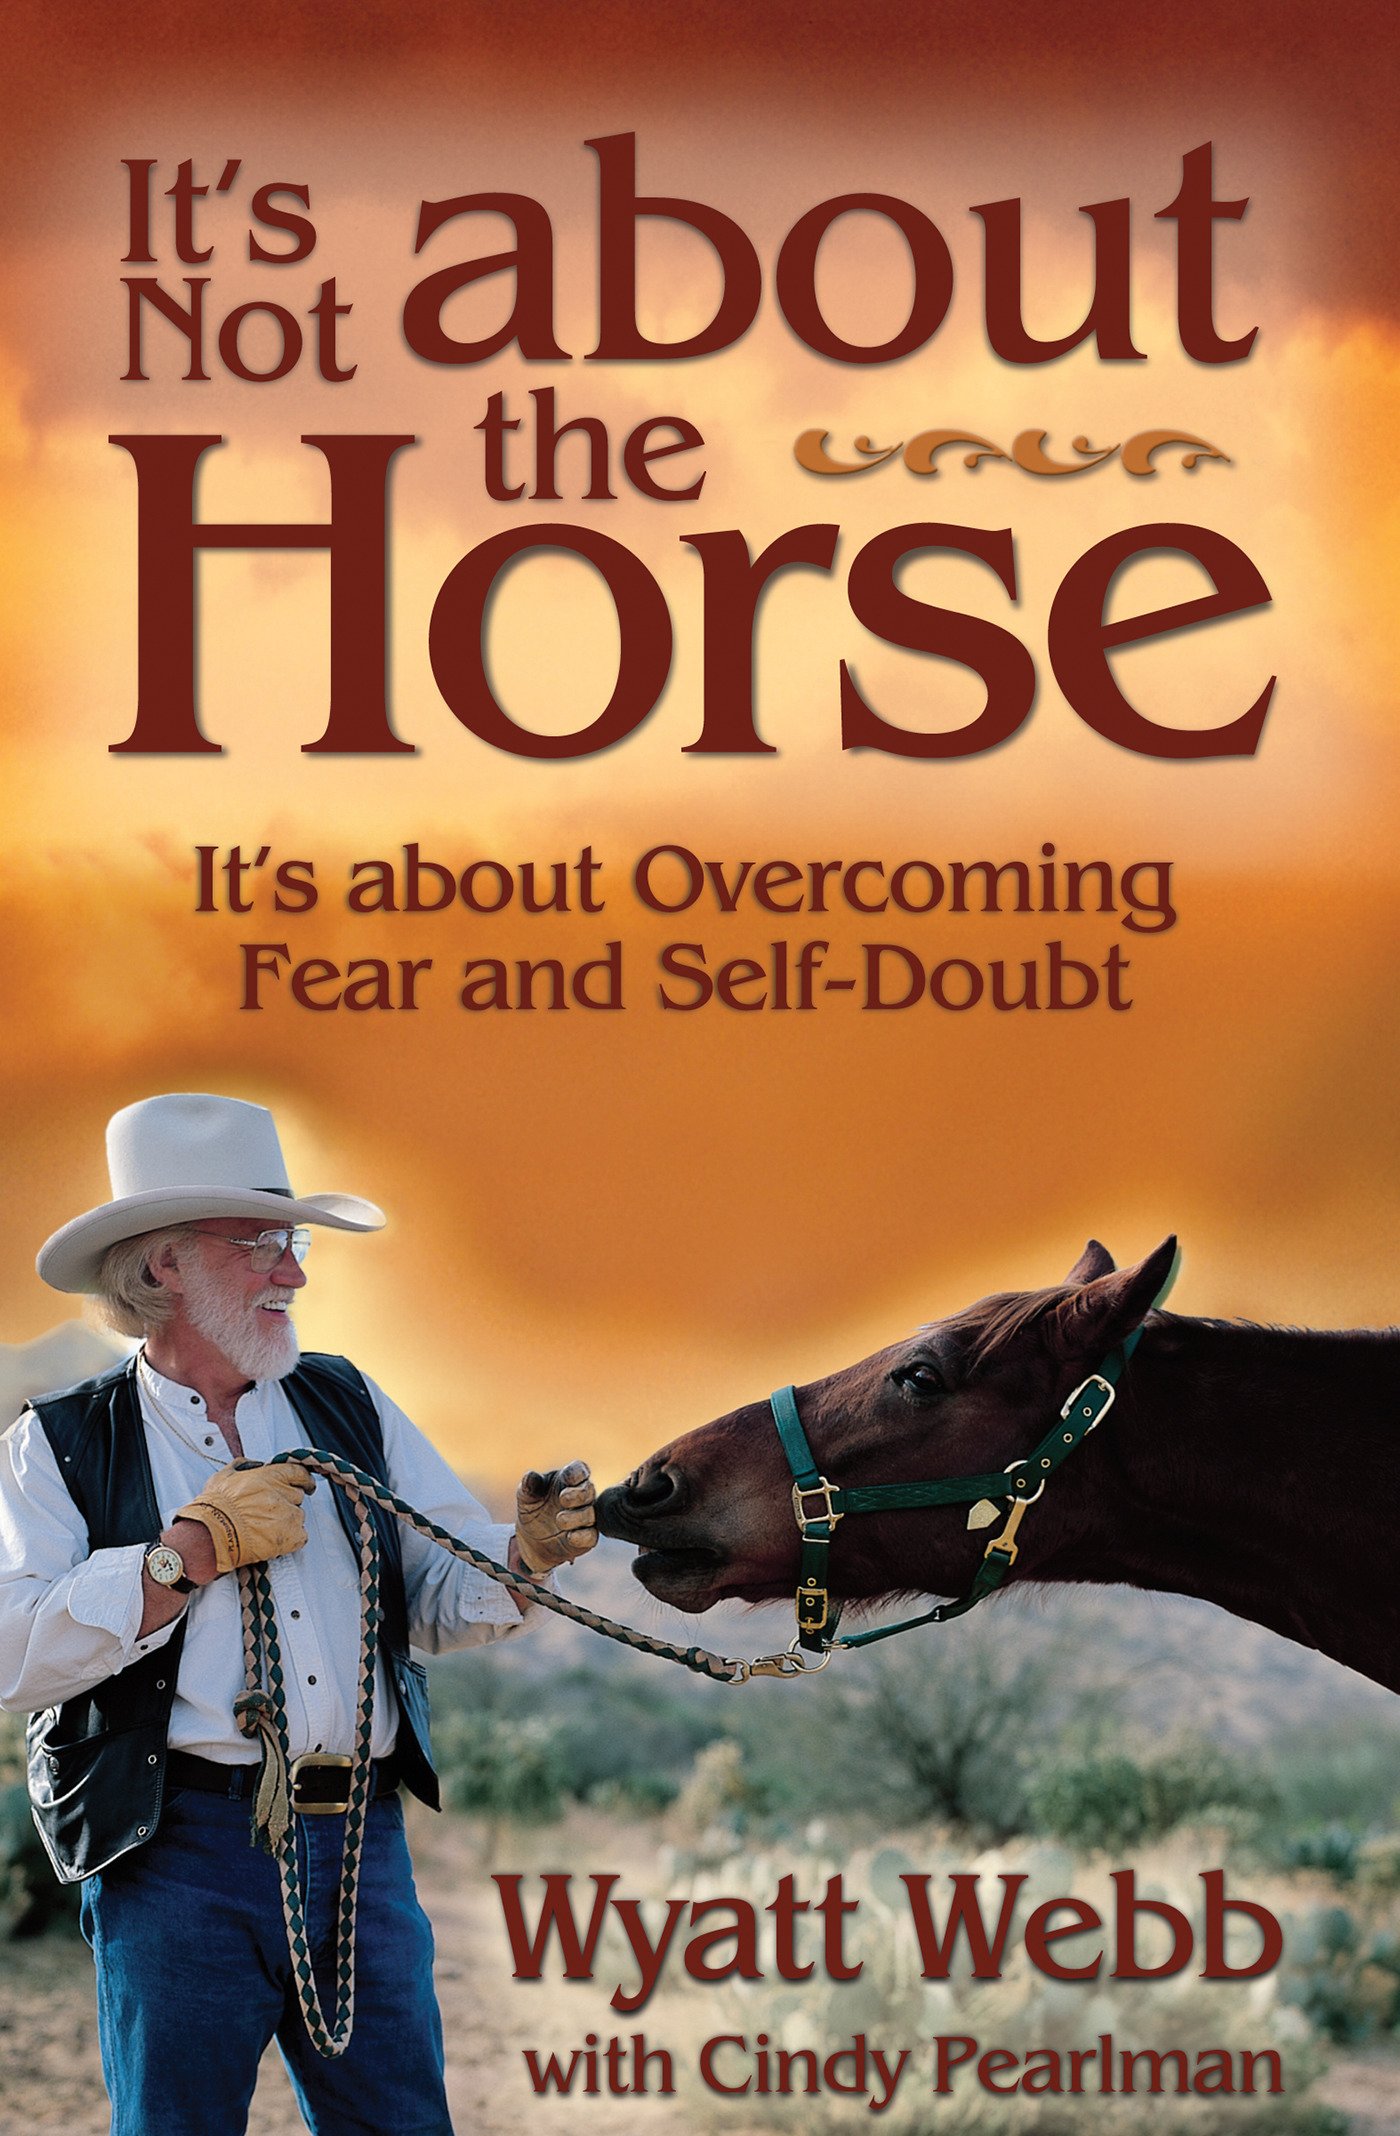 It's
Not about
the
Horse
It's about Overcoming
Fear and Self-Doubt
Wyatt Webb
with Cindy Pearlman